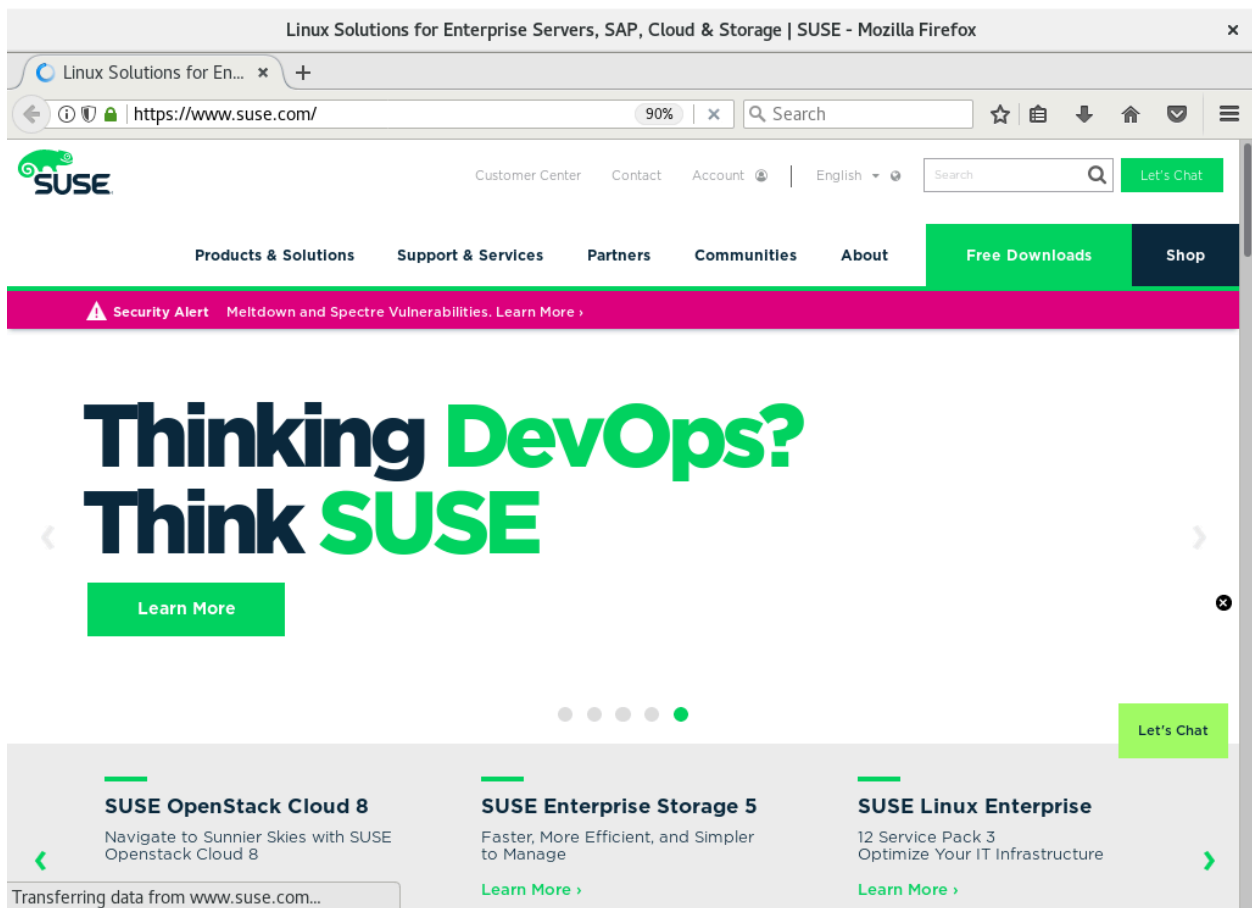 Linux Solutions for Enterprise Servers, SAP, Cloud & Storage | SUSE - Mozilla Firefox
Linux Solutions for En...
https://www.suse.com/
90%
Search
SUSE
Customer Center
Contact
Account
English
Search
Let's Chat
Products & Solutions
Support & Services
Partners
Communities
About
Free Downloads
Shop
Security Alert Meltdown and Spectre Vulnerabilities. Learn More ›
Thinking DevOps?
Think SUSE
Learn More
Let's Chat
SUSE OpenStack Cloud 8
Navigate to Sunnier Skies with SUSE
Openstack Cloud 8
SUSE Enterprise Storage 5
Faster, More Efficient, and Simpler
to Manage
Learn More ›
SUSE Linux Enterprise
12 Service Pack 3
Optimize Your IT Infrastructure
Learn More ›
Transferring data from www.suse.com...